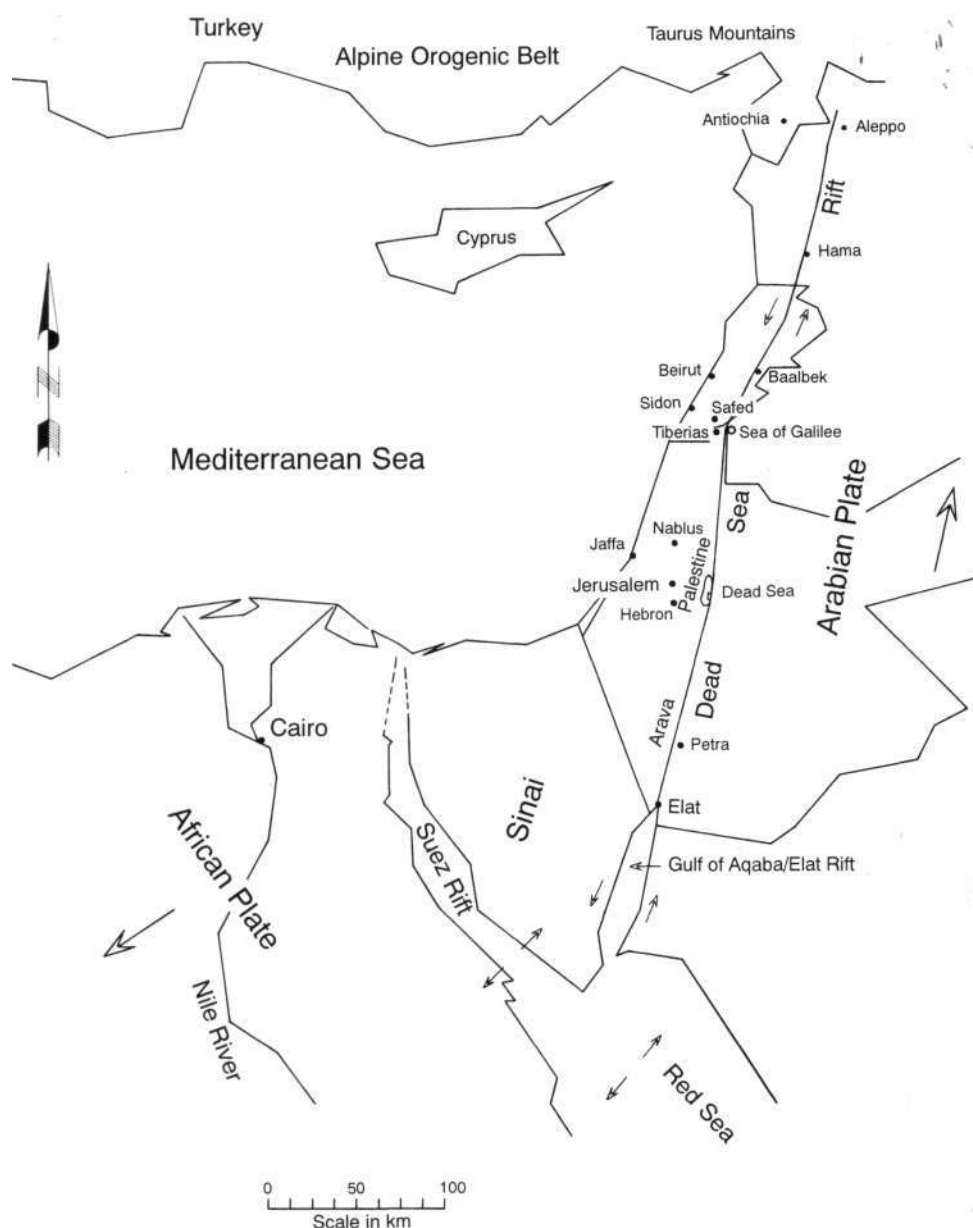 Turkey
Taurus Mountains
Alpine Orogenic Belt
Antiochia
Aleppo
Rift
Cyprus
Hama
N
Beirut
Baalbek
Sidon
Safed
Tiberias
Sea of Galilee
Mediterranean Sea
Sea
Arabian Plate
Nablus
Jaffa
Palestine
Jerusalem
Dead Sea
Hebron
Dead
Arava
Cairo
Petra
Sinai
Elat
African Plate
Suez Rift
Gulf of Aqaba/Elat Rift
Nile River
Red Sea
0 50 100
Scale in km